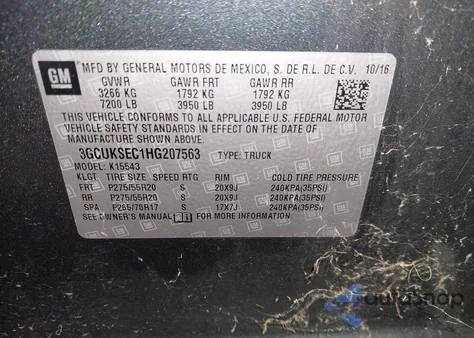 GM
MFD BY GENERAL MOTORS DE MEXICO, S. DE R.L. DE C.V. 10/16
GVWR GAWR FRT GAWR RR
3266 KG 1792 KG 1792 KG
7200 LB 3950 LB 3950 LB
THIS VEHICLE CONFORMS TO ALL APPLICABLE U.S. FEDERAL MOTOR
VEHICLE SAFETY STANDARDS IN EFFECT ON THE DATE OF
MANUFACTURE SHOWN ABOVE.
3GCUKSEC1HG207563 TYPE: TRUCK
MODEL: K15543
KLGT TIRE SIZE SPEED RTG RIM COLD TIRE PRESSURE
FRT P275/55R20 S 20X9J 240KPA(35PSI)
RR P275/55R20 S 20X9J 240KPA(35PSI)
SPA P265/70R17 S 17X7J 240KPA(35PSI)
SEE OWNER'S MANUAL FOR MORE INFORMATION.
AutoSnap